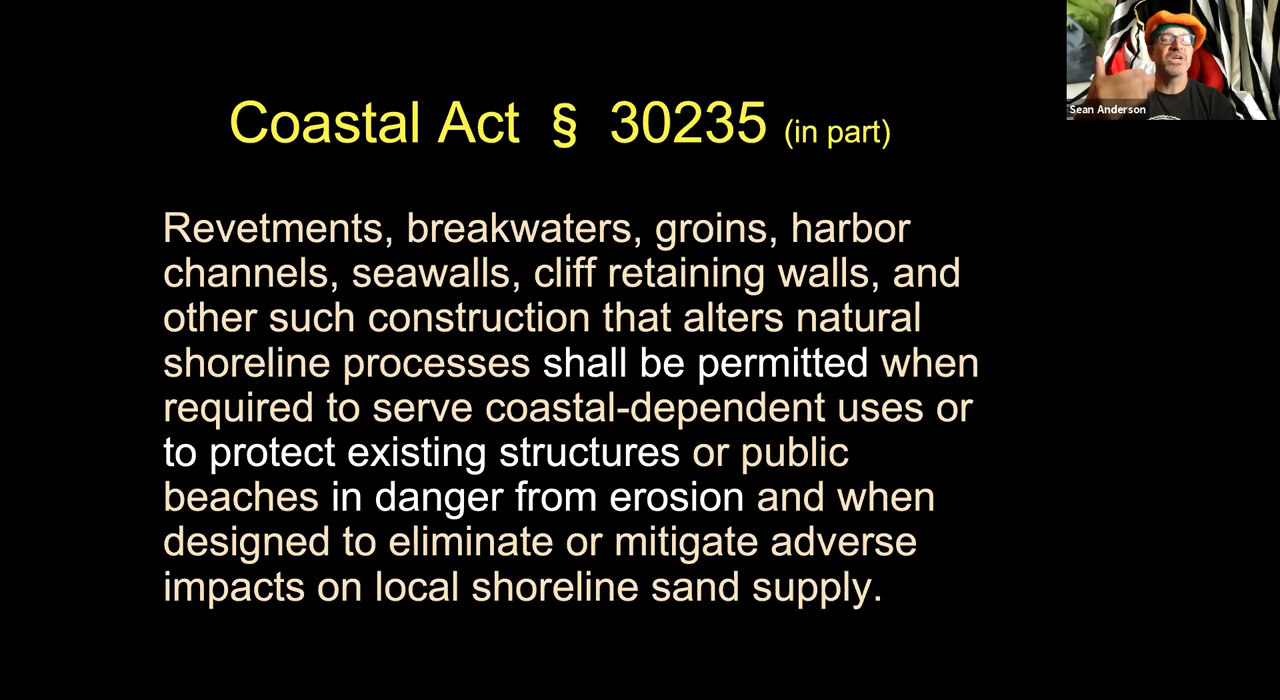 Sean Anderson
Coastal Act § 30235 (in part)
Revetments, breakwaters, groins, harbor
channels, seawalls, cliff retaining walls, and
other such construction that alters natural
shoreline processes shall be permitted when
required to serve coastal-dependent uses or
to protect existing structures or public
beaches in danger from erosion and when
designed to eliminate or mitigate adverse
impacts on local shoreline sand supply.